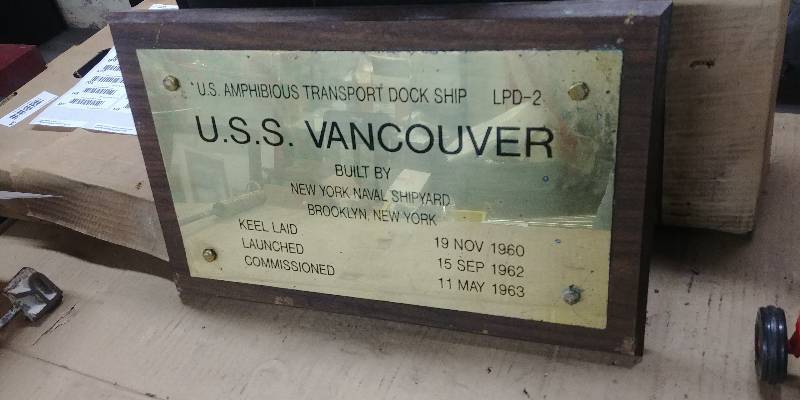 U.S. AMPHIBIOUS TRANSPORT DOCK SHIP LPD-2
U.S.S. VANCOUVER
BUILT BY
NEW YORK NAVAL SHIPYARD
BROOKLYN, NEW YORK
KEEL LAID 19 NOV 1960
LAUNCHED 15 SEP 1962
COMMISSIONED 11 MAY 1963